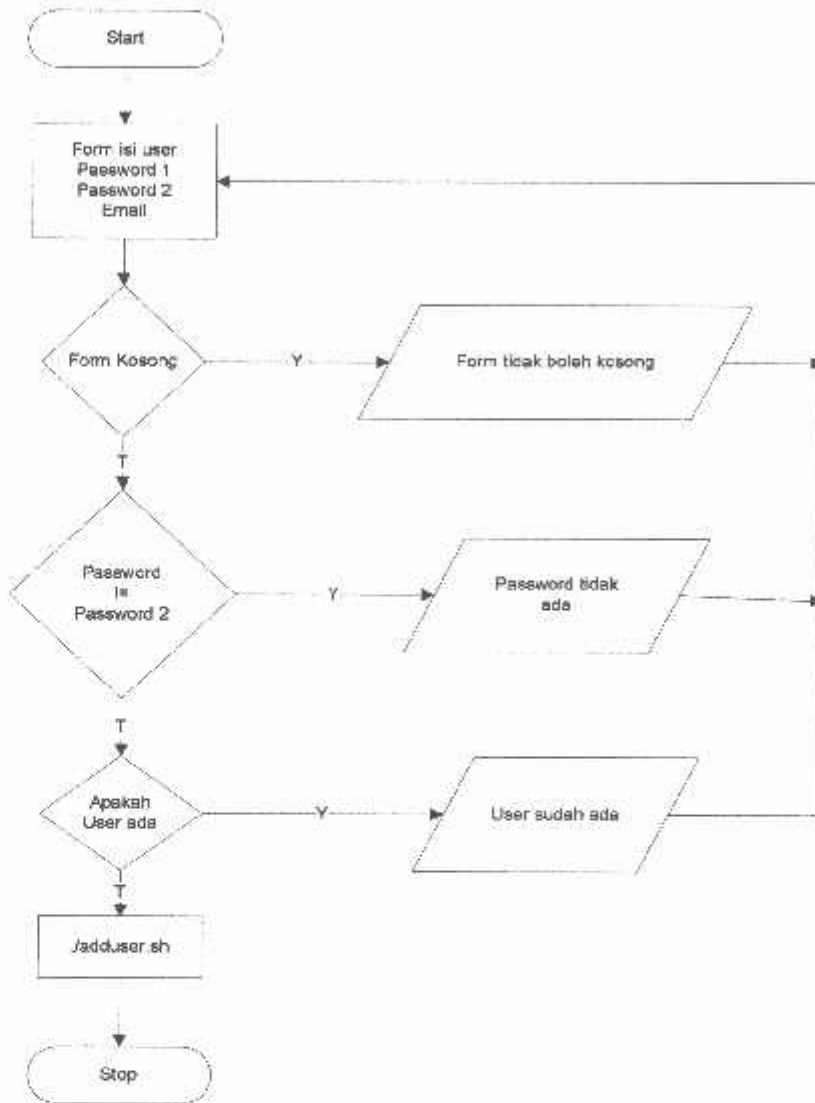 Start
Form isi user
Password 1
Password 2
Email
Form Kosong
Y
Form tidak boleh kosong
T
Password
!=
Password 2
Y
Password tidak
ada
T
Apakah
User ada
Y
User sudah ada
T
./adduser.sh
Stop